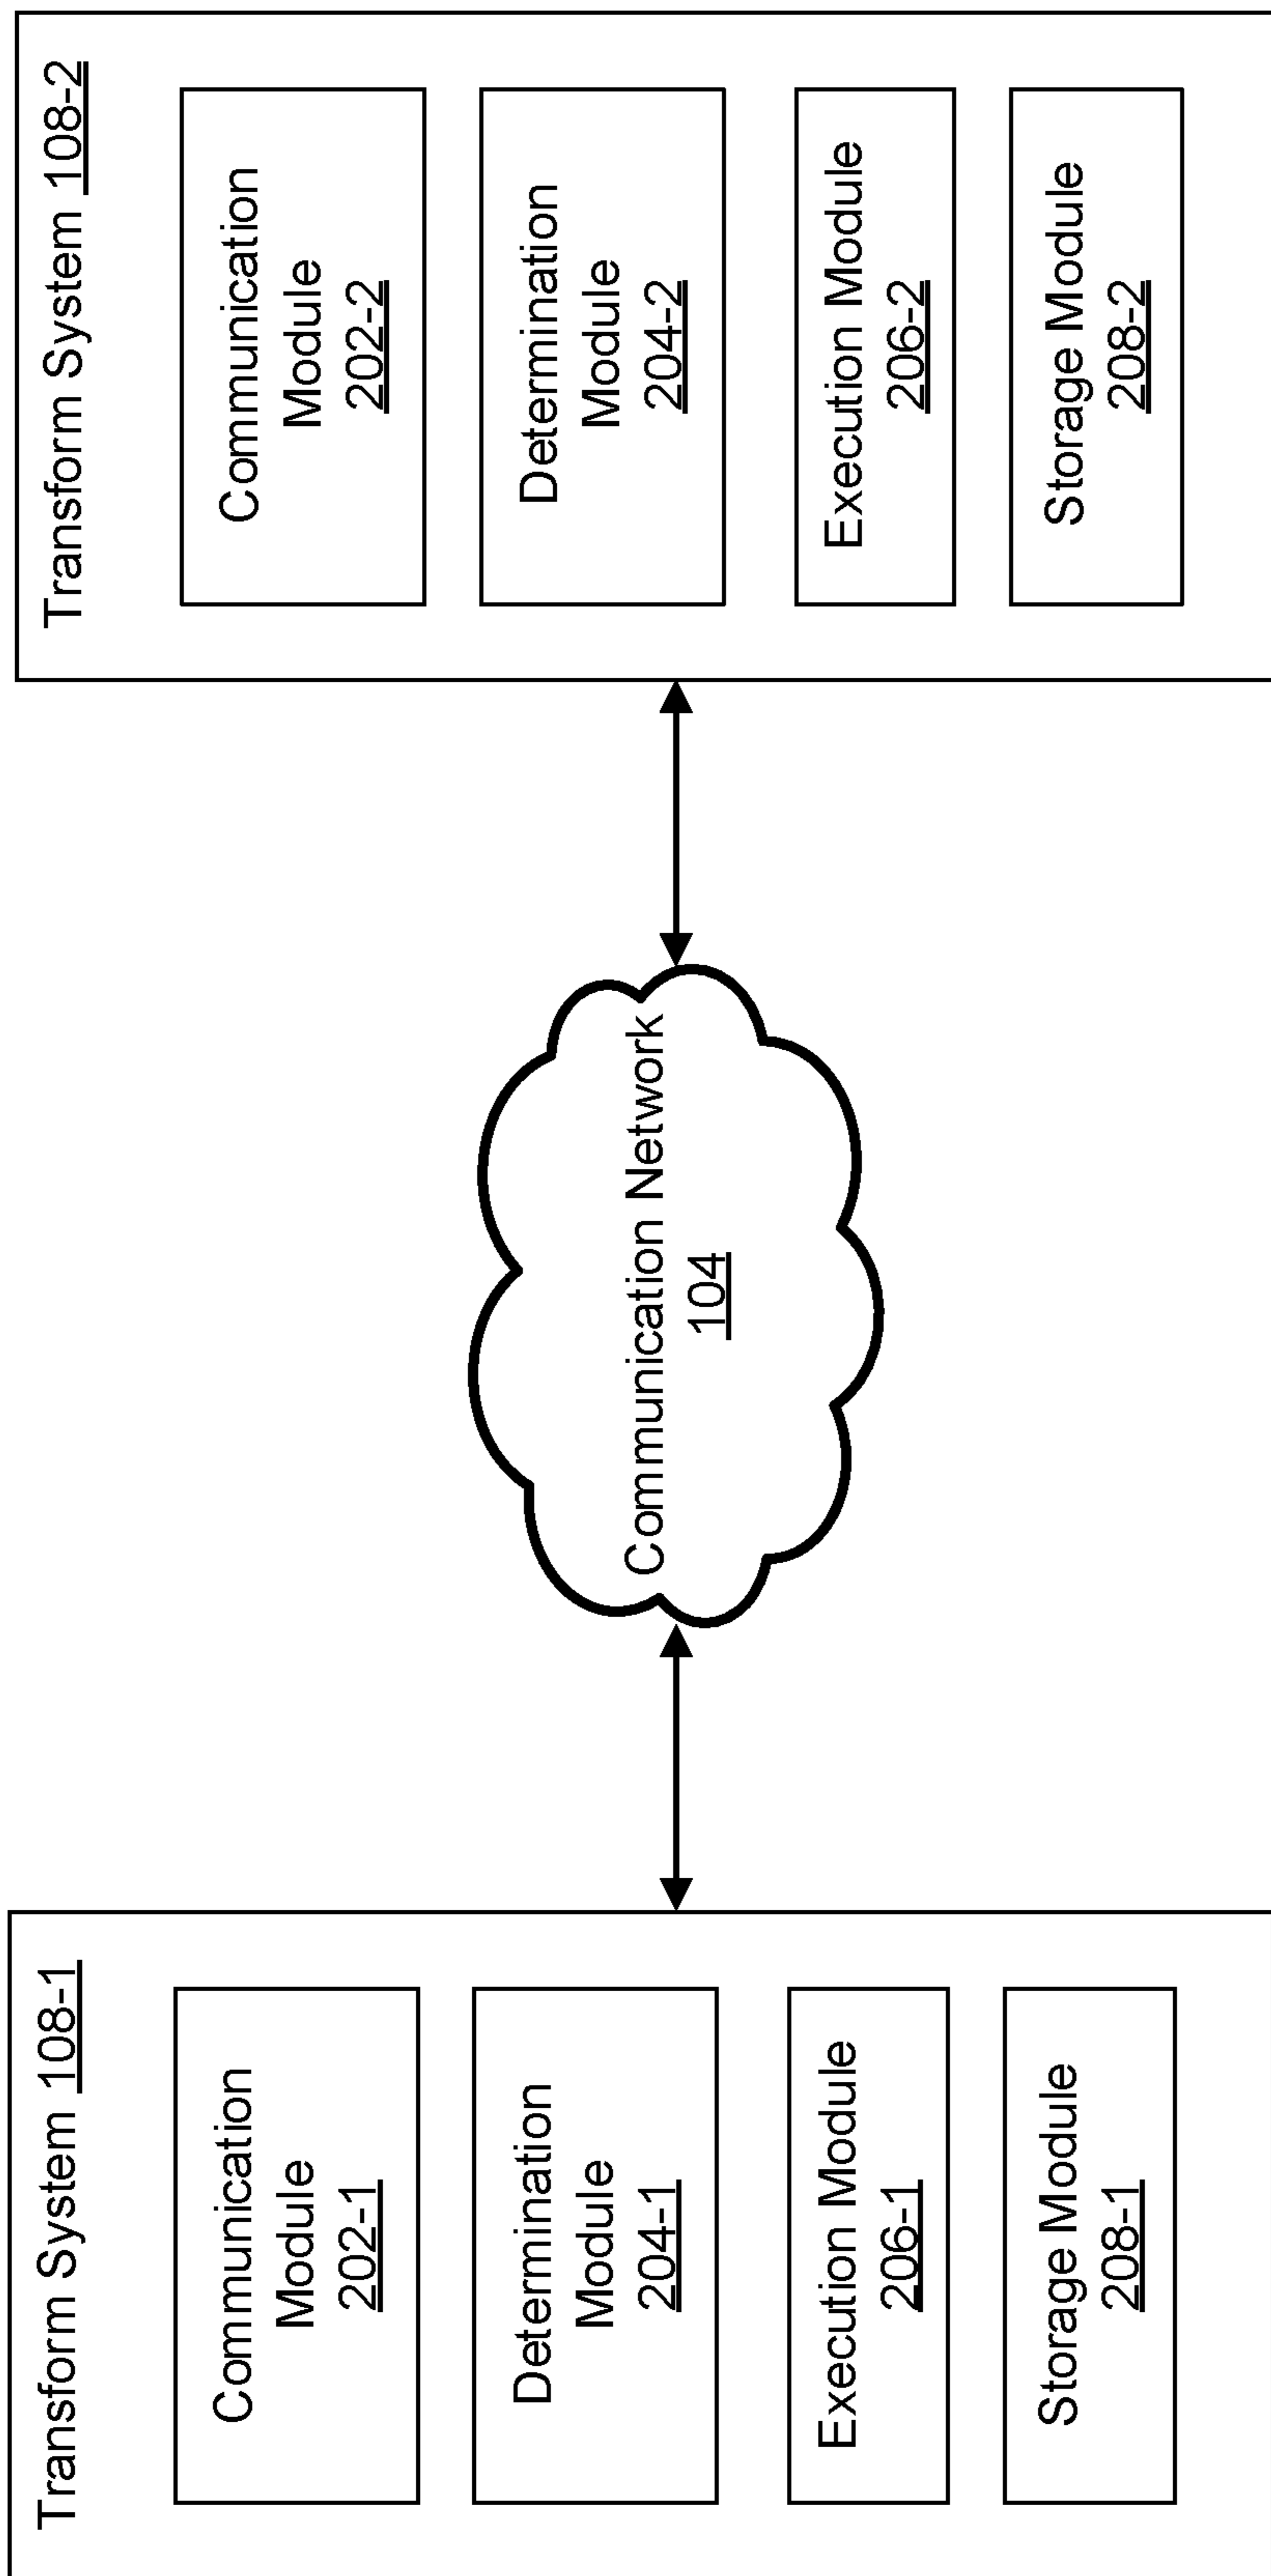 Transform System 108-1
Communication
Module
202-1
Determination
Module
204-1
Execution Module
206-1
Storage Module
208-1
Communication Network
104
Transform System 108-2
Communication
Module
202-2
Determination
Module
204-2
Execution Module
206-2
Storage Module
208-2